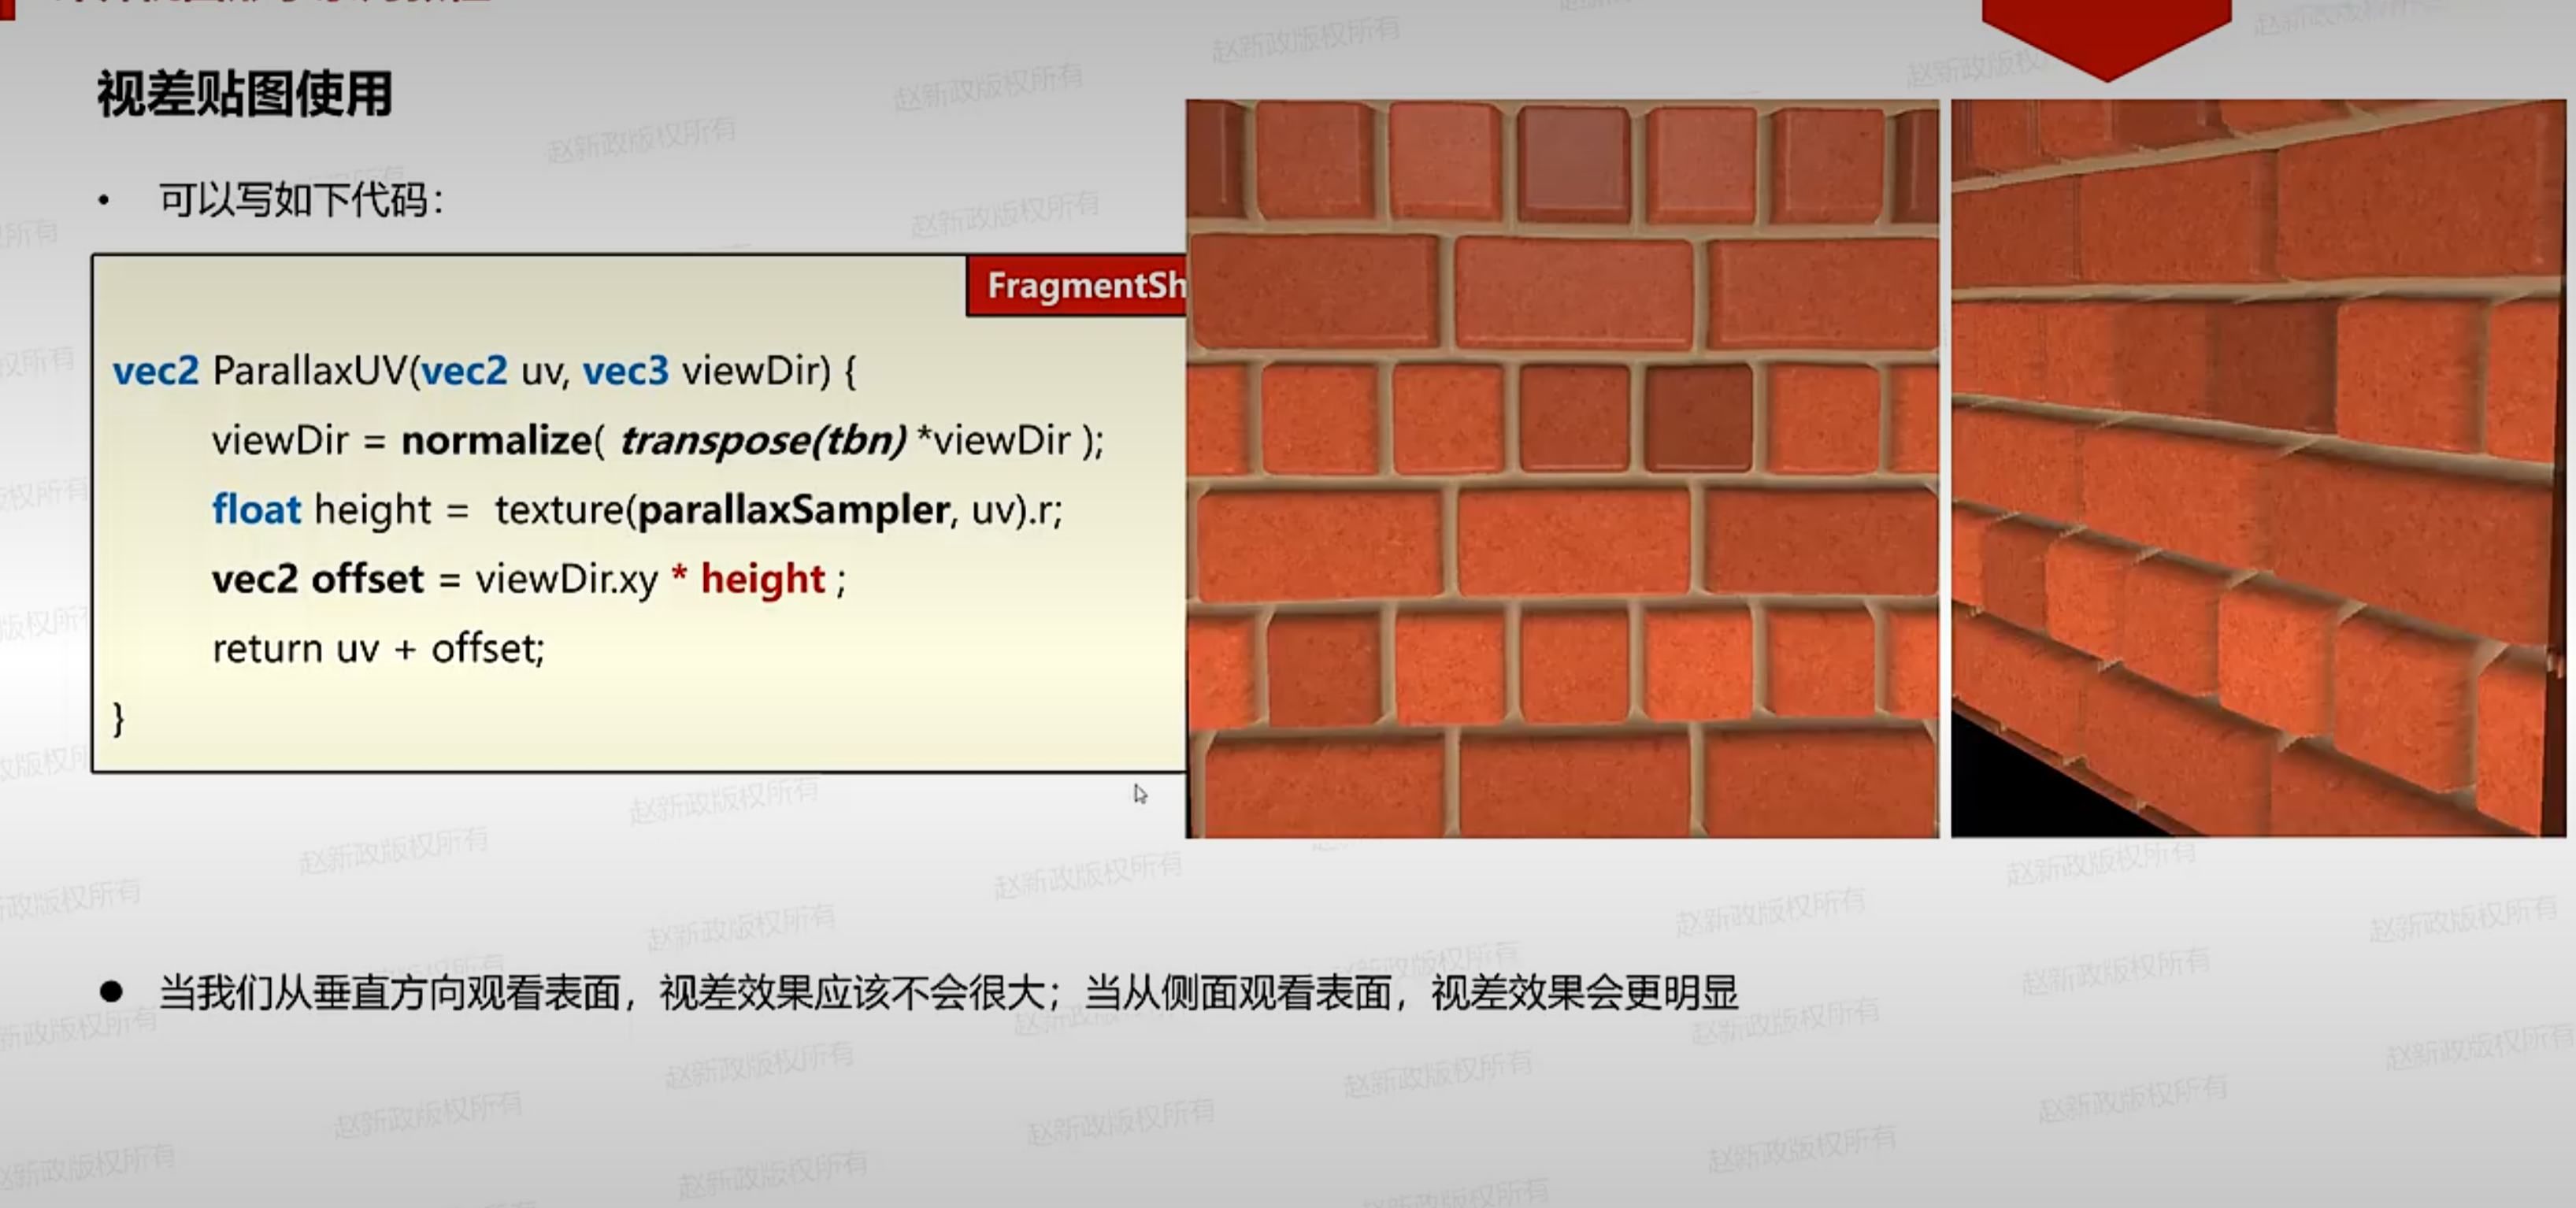 视差贴图使用
• 可以写如下代码：
FragmentSh
vec2 ParallaxUV(vec2 uv, vec3 viewDir) {
viewDir = normalize( transpose(tbn) *viewDir );
float height = texture(parallaxSampler, uv).r;
vec2 offset = viewDir.xy * height ;
return uv + offset;
}
● 当我们从垂直方向观看表面，视差效果应该不会很大；当从侧面观看表面，视差效果会更明显
赵新政版权所有